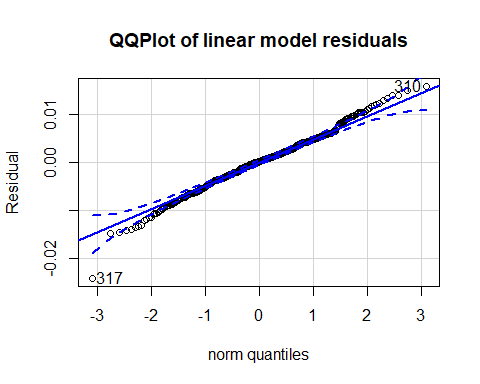 QQPlot of linear model residuals
310
0.01
0.00
-0.02
Residual
317
-3 -2 -1 0 1 2 3
norm quantiles